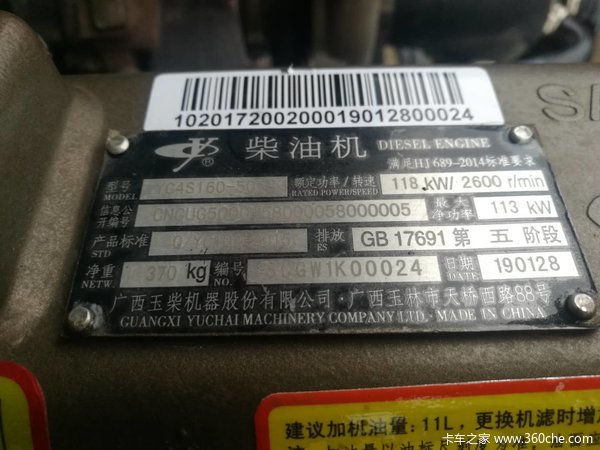 102017200200019012800024
柴油机 DIESEL ENGINE
满足HJ 689-2014标准要求
型号 MODEL YC4S160-50 额定功率/转速 RATED POWER/SPEED 118 kW/ 2600 r/min
信息公开编号 最大净功率 113 kW
产品标准 STD 排放 ES GB 17691 第 五 阶段
净重 NETW. 370 kg 编号 CGW1K00024 日期 DATE 190128
广西玉柴机器股份有限公司·广西玉林市天桥西路88号
GUANGXI YUCHAI MACHINERY COMPANY LTD. · MADE IN CHINA
建议加机油量: 11L, 更换机滤时增
卡车之家 www.360che.com